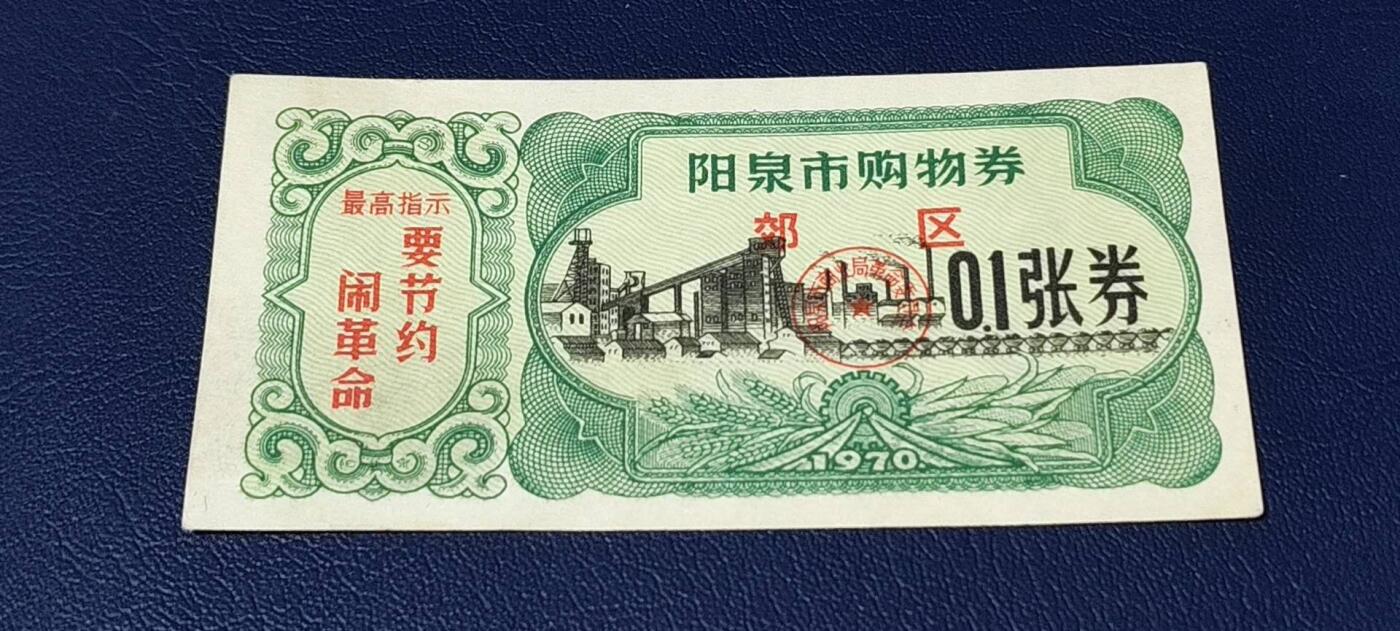 最高指示
要节约
闹革命
阳泉市购物券
郊区
0.1张券
1970